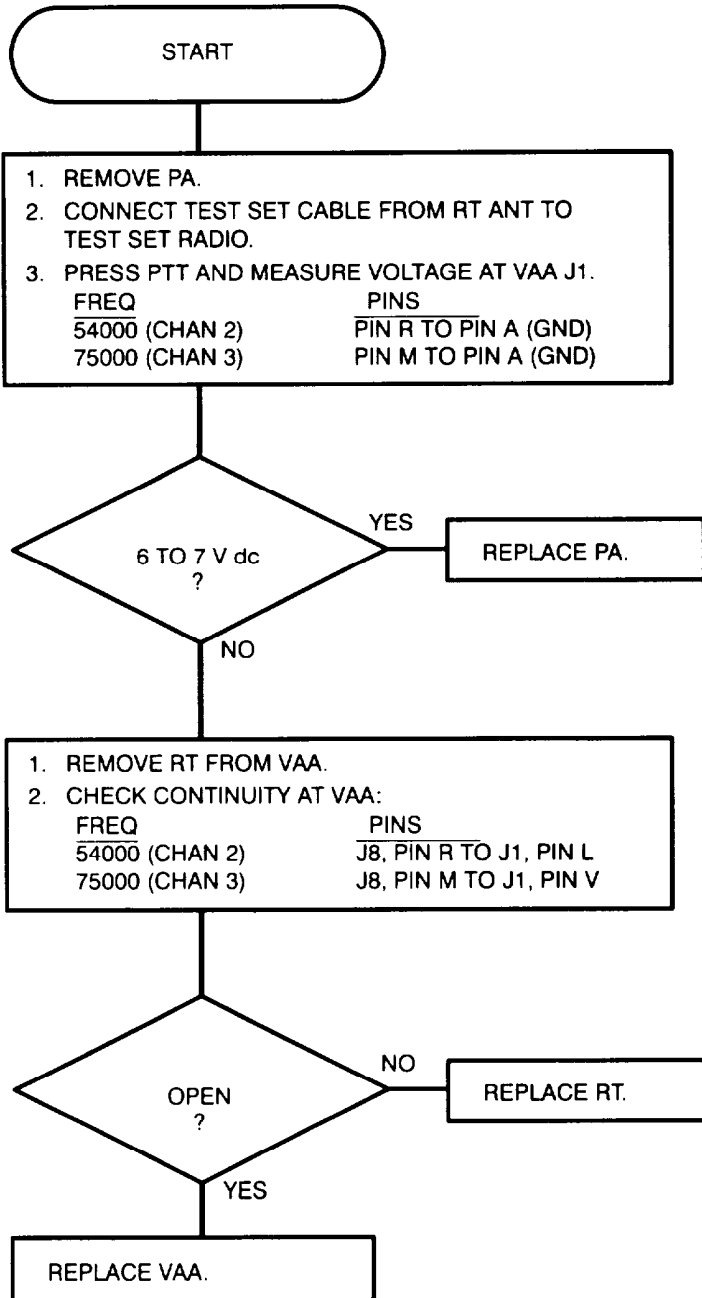 START
1. REMOVE PA.
2. CONNECT TEST SET CABLE FROM RT ANT TO
TEST SET RADIO.
3. PRESS PTT AND MEASURE VOLTAGE AT VAA J1.
FREQ PINS
54000 (CHAN 2) PIN R TO PIN A (GND)
75000 (CHAN 3) PIN M TO PIN A (GND)
6 TO 7 V dc
?
YES
REPLACE PA.
NO
1. REMOVE RT FROM VAA.
2. CHECK CONTINUITY AT VAA:
FREQ PINS
54000 (CHAN 2) J8, PIN R TO J1, PIN L
75000 (CHAN 3) J8, PIN M TO J1, PIN V
OPEN
?
NO
REPLACE RT.
YES
REPLACE VAA.